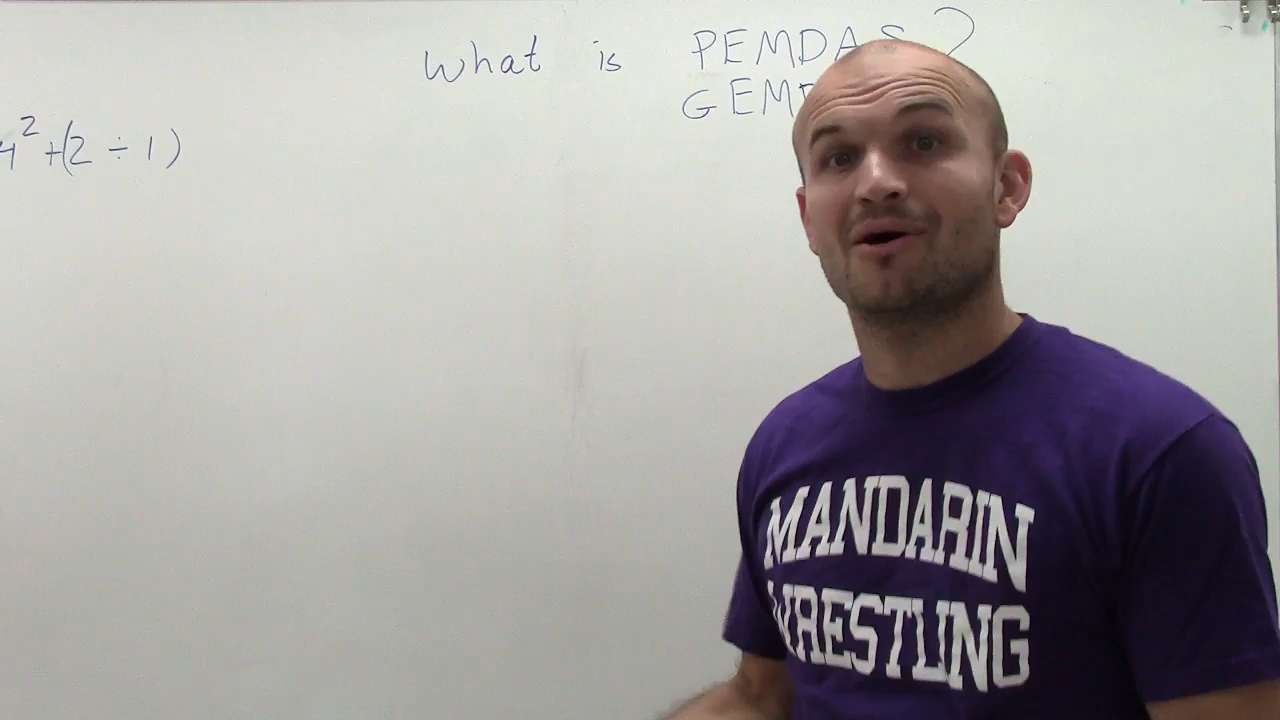 What is PEMDAS?
GEMD
4² + (2 ÷ 1)
MANDARIN
WRESTLING